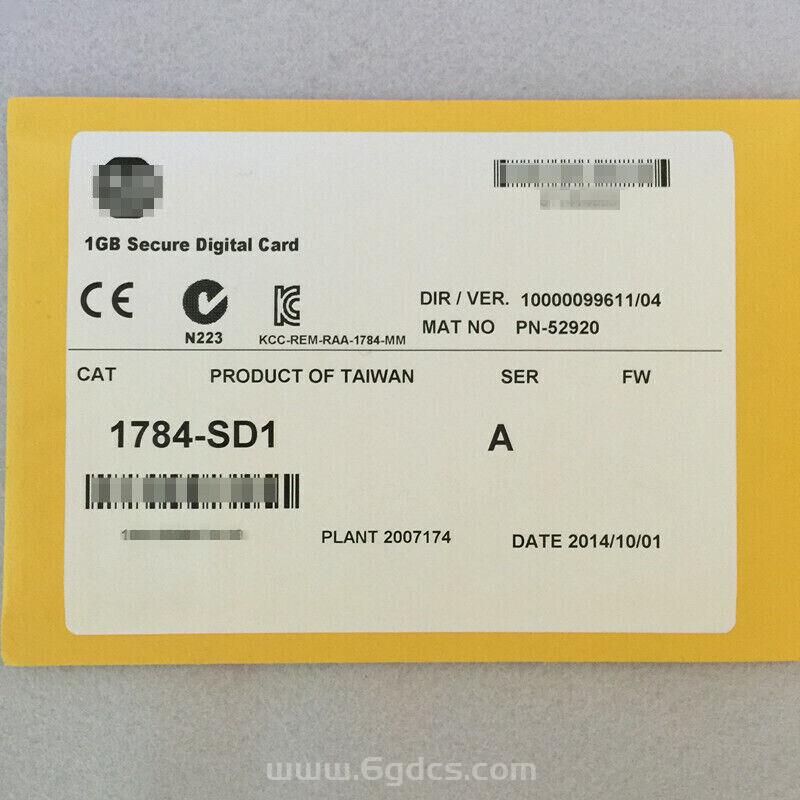 1GB Secure Digital Card
CE
N223
KCC-REM-RAA-1784-MM
DIR / VER. 10000099611/04
MAT NO PN-52920
CAT PRODUCT OF TAIWAN SER FW
1784-SD1 A
PLANT 2007174 DATE 2014/10/01
www.6gdcs.com